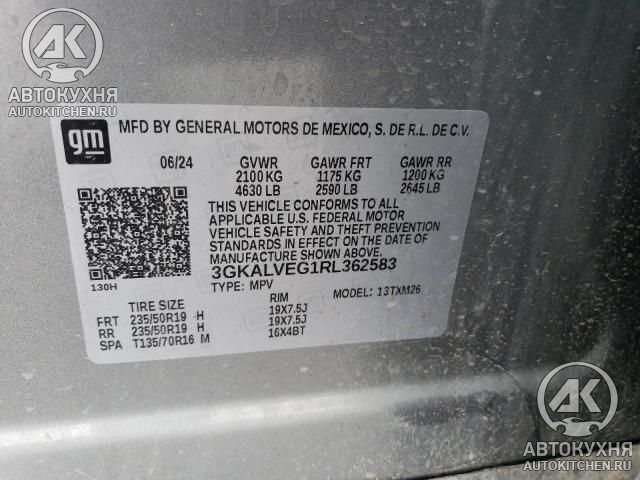 АВТОКУХНЯ
AUTOKITCHEN.RU
gm
MFD BY GENERAL MOTORS DE MEXICO, S. DE R.L. DE C.V.
06/24 GVWR GAWR FRT GAWR RR
2100 KG 1175 KG 1200 KG
4630 LB 2590 LB 2645 LB
THIS VEHICLE CONFORMS TO ALL
APPLICABLE U.S. FEDERAL MOTOR
VEHICLE SAFETY AND THEFT PREVENTION
STANDARDS IN EFFECT ON THE DATE OF
MANUFACTURE SHOWN ABOVE.
130H 3GKALVEG1RL362583
TYPE: MPV MODEL: 13TXM26
TIRE SIZE RIM
FRT 235/50R19 H 19X7.5J
RR 235/50R19 H 19X7.5J
SPA T135/70R16 M 16X4BT
АК
АВТОКУХНЯ
AUTOKITCHEN.RU